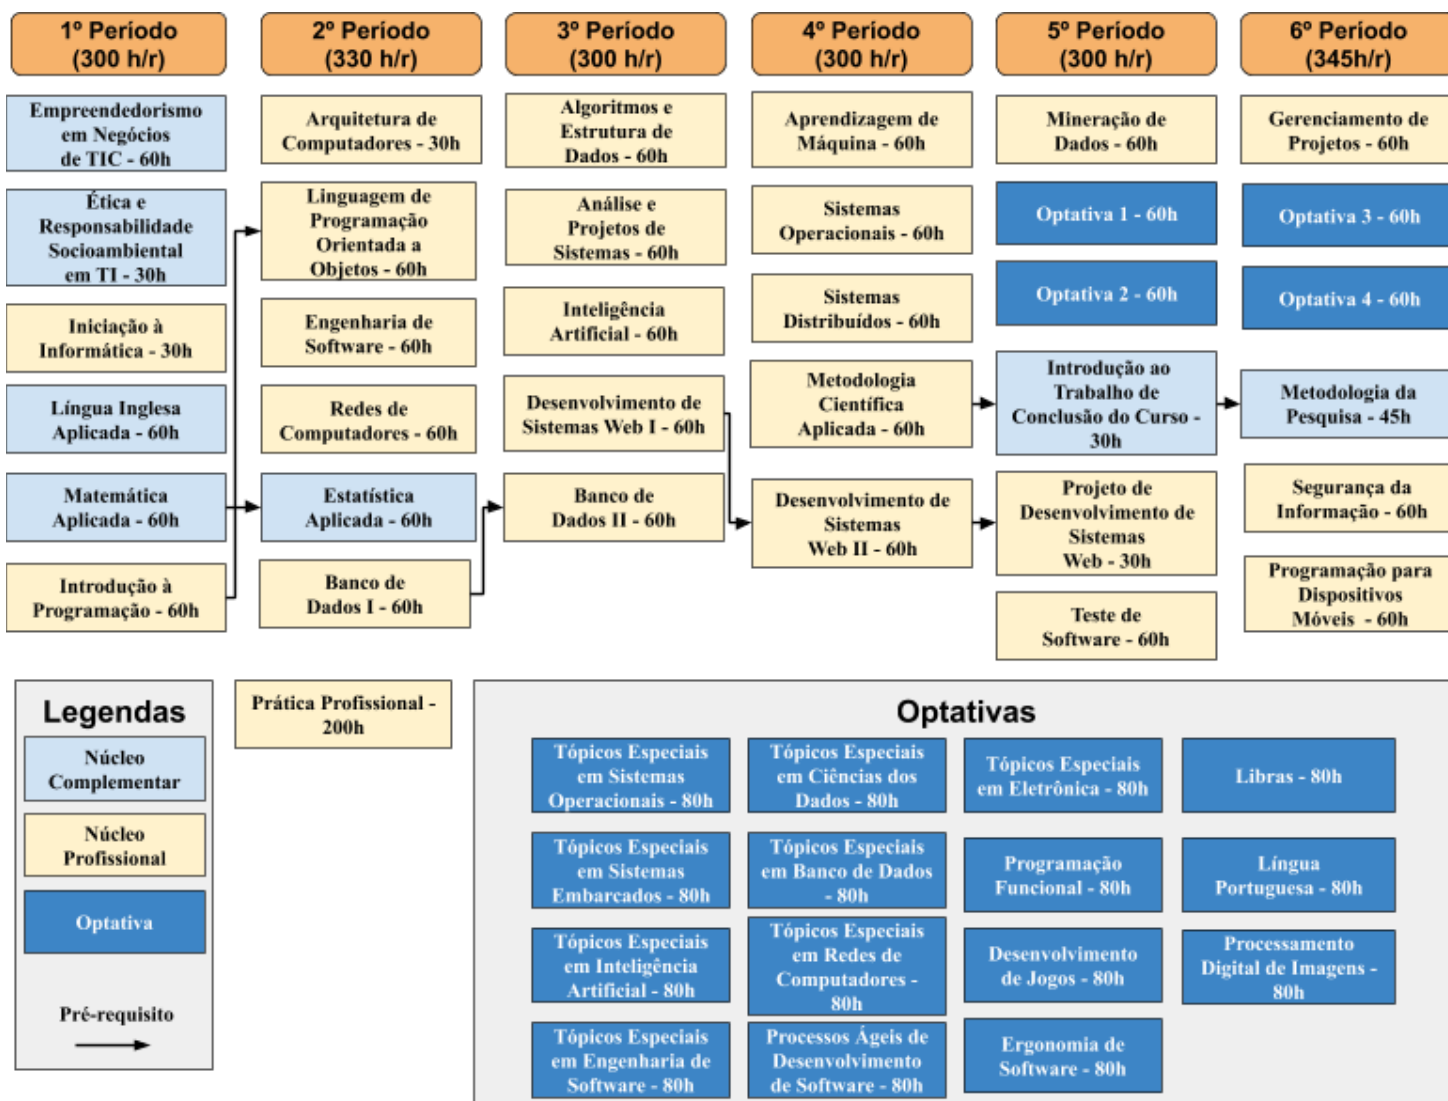 1º Período
(300 h/r)
2º Período
(330 h/r)
3º Período
(300 h/r)
4º Período
(300 h/r)
5º Período
(300 h/r)
6º Período
(345h/r)
Empreendedorismo
em Negócios
de TIC - 60h
Ética e
Responsabilidade
Socioambiental
em TI - 30h
Iniciação à
Informática - 30h
Língua Inglesa
Aplicada - 60h
Matemática
Aplicada - 60h
Introdução à
Programação - 60h
Arquitetura de
Computadores - 30h
Linguagem de
Programação
Orientada a
Objetos - 60h
Engenharia de
Software - 60h
Redes de
Computadores - 60h
Estatística
Aplicada - 60h
Banco de
Dados I - 60h
Algoritmos e
Estrutura de
Dados - 60h
Análise e
Projetos de
Sistemas - 60h
Inteligência
Artificial - 60h
Desenvolvimento de
Sistemas Web I - 60h
Banco de
Dados II - 60h
Aprendizagem de
Máquina - 60h
Sistemas
Operacionais - 60h
Sistemas
Distribuídos - 60h
Metodologia
Científica
Aplicada - 60h
Desenvolvimento de
Sistemas
Web II - 60h
Mineração de
Dados - 60h
Optativa 1 - 60h
Optativa 2 - 60h
Introdução ao
Trabalho de
Conclusão do Curso -
30h
Projeto de
Desenvolvimento de
Sistemas
Web - 30h
Teste de
Software - 60h
Gerenciamento de
Projetos - 60h
Optativa 3 - 60h
Optativa 4 - 60h
Metodologia da
Pesquisa - 45h
Segurança da
Informação - 60h
Programação para
Dispositivos
Móveis - 60h
Legendas
Núcleo
Complementar
Núcleo
Profissional
Optativa
Pré-requisito
Prática Profissional -
200h
Optativas
Tópicos Especiais
em Sistemas
Operacionais - 80h
Tópicos Especiais
em Ciências dos
Dados - 80h
Tópicos Especiais
em Eletrônica - 80h
Libras - 80h
Tópicos Especiais
em Sistemas
Embarcados - 80h
Tópicos Especiais
em Banco de Dados
- 80h
Programação
Funcional - 80h
Língua
Portuguesa - 80h
Tópicos Especiais
em Inteligência
Artificial - 80h
Tópicos Especiais
em Redes de
Computadores -
80h
Desenvolvimento
de Jogos - 80h
Processamento
Digital de Imagens -
80h
Tópicos Especiais
em Engenharia de
Software - 80h
Processos Ágeis de
Desenvolvimento
de Software - 80h
Ergonomia de
Software - 80h